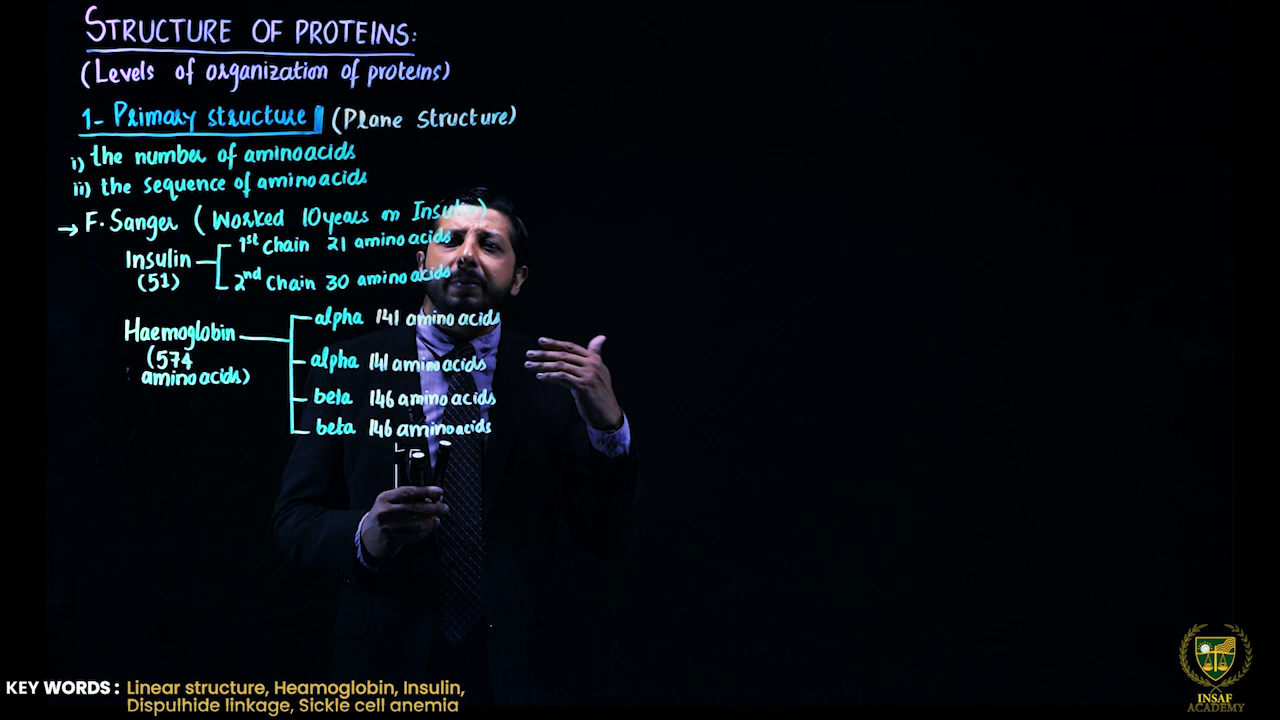 STRUCTURE OF PROTEINS:
(Levels of organization of proteins)
1- Primary structure (Plane Structure)
i) the number of aminoacids
ii) the sequence of aminoacids
→ F. Sanger ( Worked 10 years on Insulin)
Insulin
(51)
1st Chain 21 amino acids
2nd Chain 30 amino acids
Haemoglobin
(574
amino acids)
alpha 141 amino acids
alpha 141 amino acids
beta 146 amino acids
beta 146 aminoacids
KEY WORDS : Linear structure, Heamoglobin, Insulin,
Dispulhide linkage, Sickle cell anemia
INSAF
ACADEMY